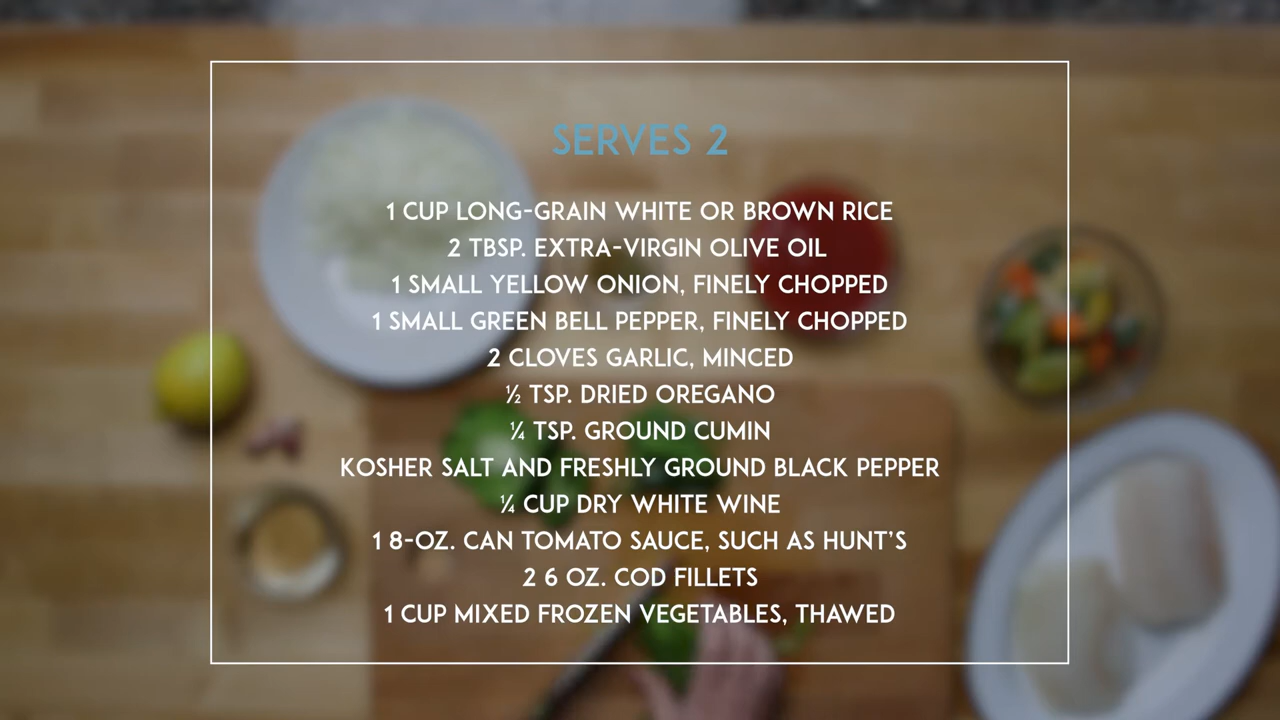 SERVES 2
1 CUP LONG-GRAIN WHITE OR BROWN RICE
2 TBSP. EXTRA-VIRGIN OLIVE OIL
1 SMALL YELLOW ONION, FINELY CHOPPED
1 SMALL GREEN BELL PEPPER, FINELY CHOPPED
2 CLOVES GARLIC, MINCED
½ TSP. DRIED OREGANO
¼ TSP. GROUND CUMIN
KOSHER SALT AND FRESHLY GROUND BLACK PEPPER
¼ CUP DRY WHITE WINE
1 8-OZ. CAN TOMATO SAUCE, SUCH AS HUNT’S
2 6 OZ. COD FILLETS
1 CUP MIXED FROZEN VEGETABLES, THAWED